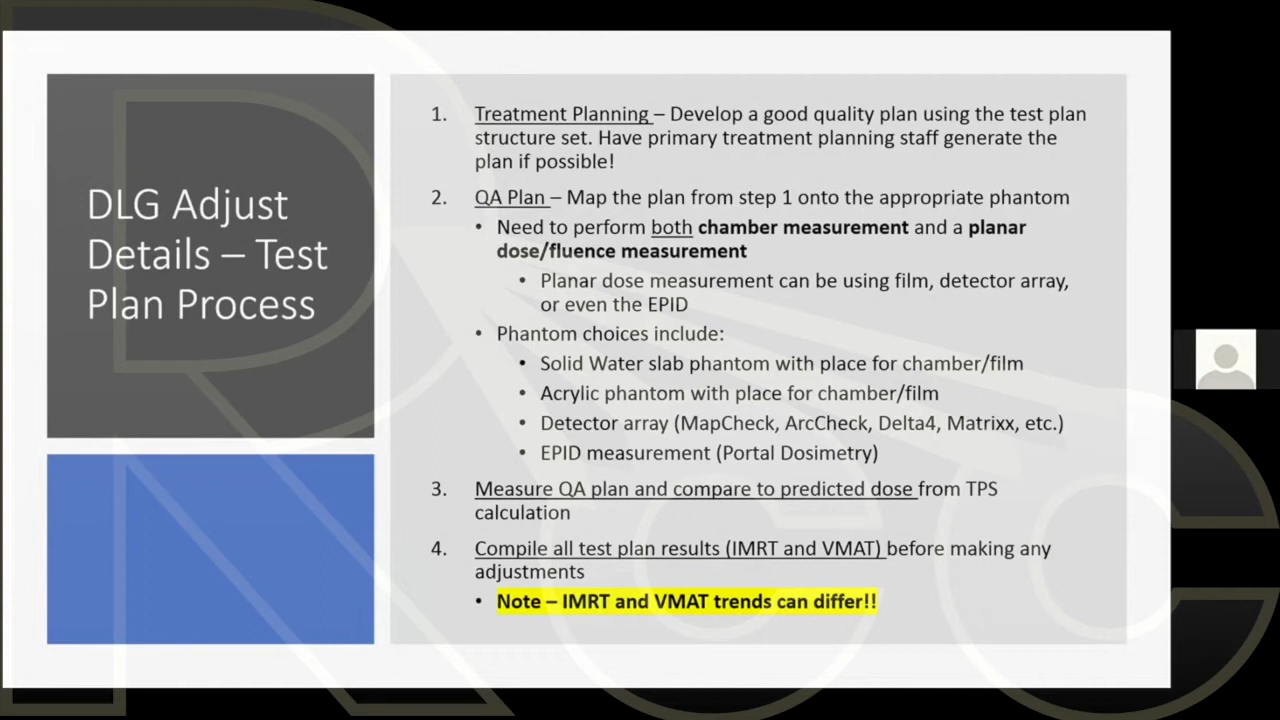 DLG Adjust
Details – Test
Plan Process
1. Treatment Planning – Develop a good quality plan using the test plan
structure set. Have primary treatment planning staff generate the
plan if possible!
2. QA Plan – Map the plan from step 1 onto the appropriate phantom
• Need to perform both chamber measurement and a planar
dose/fluence measurement
• Planar dose measurement can be using film, detector array,
or even the EPID
• Phantom choices include:
• Solid Water slab phantom with place for chamber/film
• Acrylic phantom with place for chamber/film
• Detector array (MapCheck, ArcCheck, Delta4, Matrixx, etc.)
• EPID measurement (Portal Dosimetry)
3. Measure QA plan and compare to predicted dose from TPS
calculation
4. Compile all test plan results (IMRT and VMAT) before making any
adjustments
• Note – IMRT and VMAT trends can differ!!